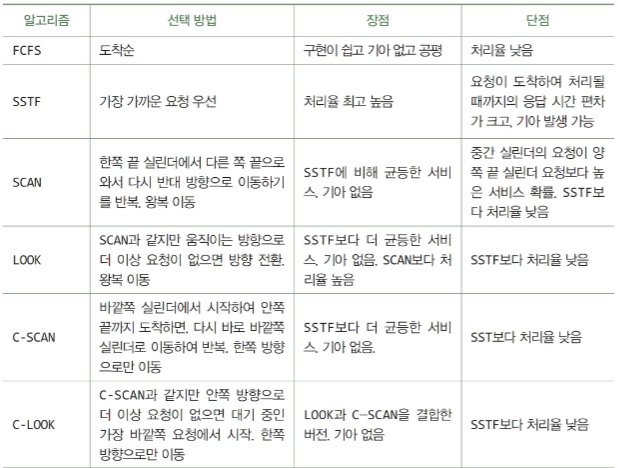 알고리즘 선택 방법 장점 단점
FCFS 도착순 구현이 쉽고 기아 없고 공평 처리율 낮음
SSTF 가장 가까운 요청 우선 처리율 최고 높음
요청이 도착하여 처리될
때까지의 응답 시간 편차
가 크고, 기아 발생 가능
SCAN
한쪽 끝 실린더에서 다른 쪽 끝으로
와서 다시 반대 방향으로 이동하기
를 반복. 왕복 이동
SSTF에 비해 균등한 서비
스. 기아 없음
중간 실린더의 요청이 양
쪽 끝 실린더 요청보다 높
은 서비스 확률. SSTF보
다 처리율 낮음
LOOK
SCAN과 같지만 움직이는 방향으로
더 이상 요청이 없으면 방향 전환.
왕복 이동
SSTF보다 더 균등한 서비
스. 기아 없음. SCAN보다 처
리율 높음
SSTF보다 처리율 낮음
C-SCAN
바깥쪽 실린더에서 시작하여 안쪽
끝까지 도착하면, 다시 바로 바깥쪽
실린더로 이동하여 반복. 한쪽 방향
으로만 이동
SSTF보다 더 균등한 서비
스. 기아 없음.
SST보다 처리율 낮음
C-LOOK
C-SCAN과 같지만 안쪽 방향으로
더 이상 요청이 없으면 대기 중인
가장 바깥쪽 요청에서 시작. 한쪽
방향으로만 이동
LOOK과 C-SCAN을 결합한
버전. 기아 없음
SSTF보다 처리율 낮음